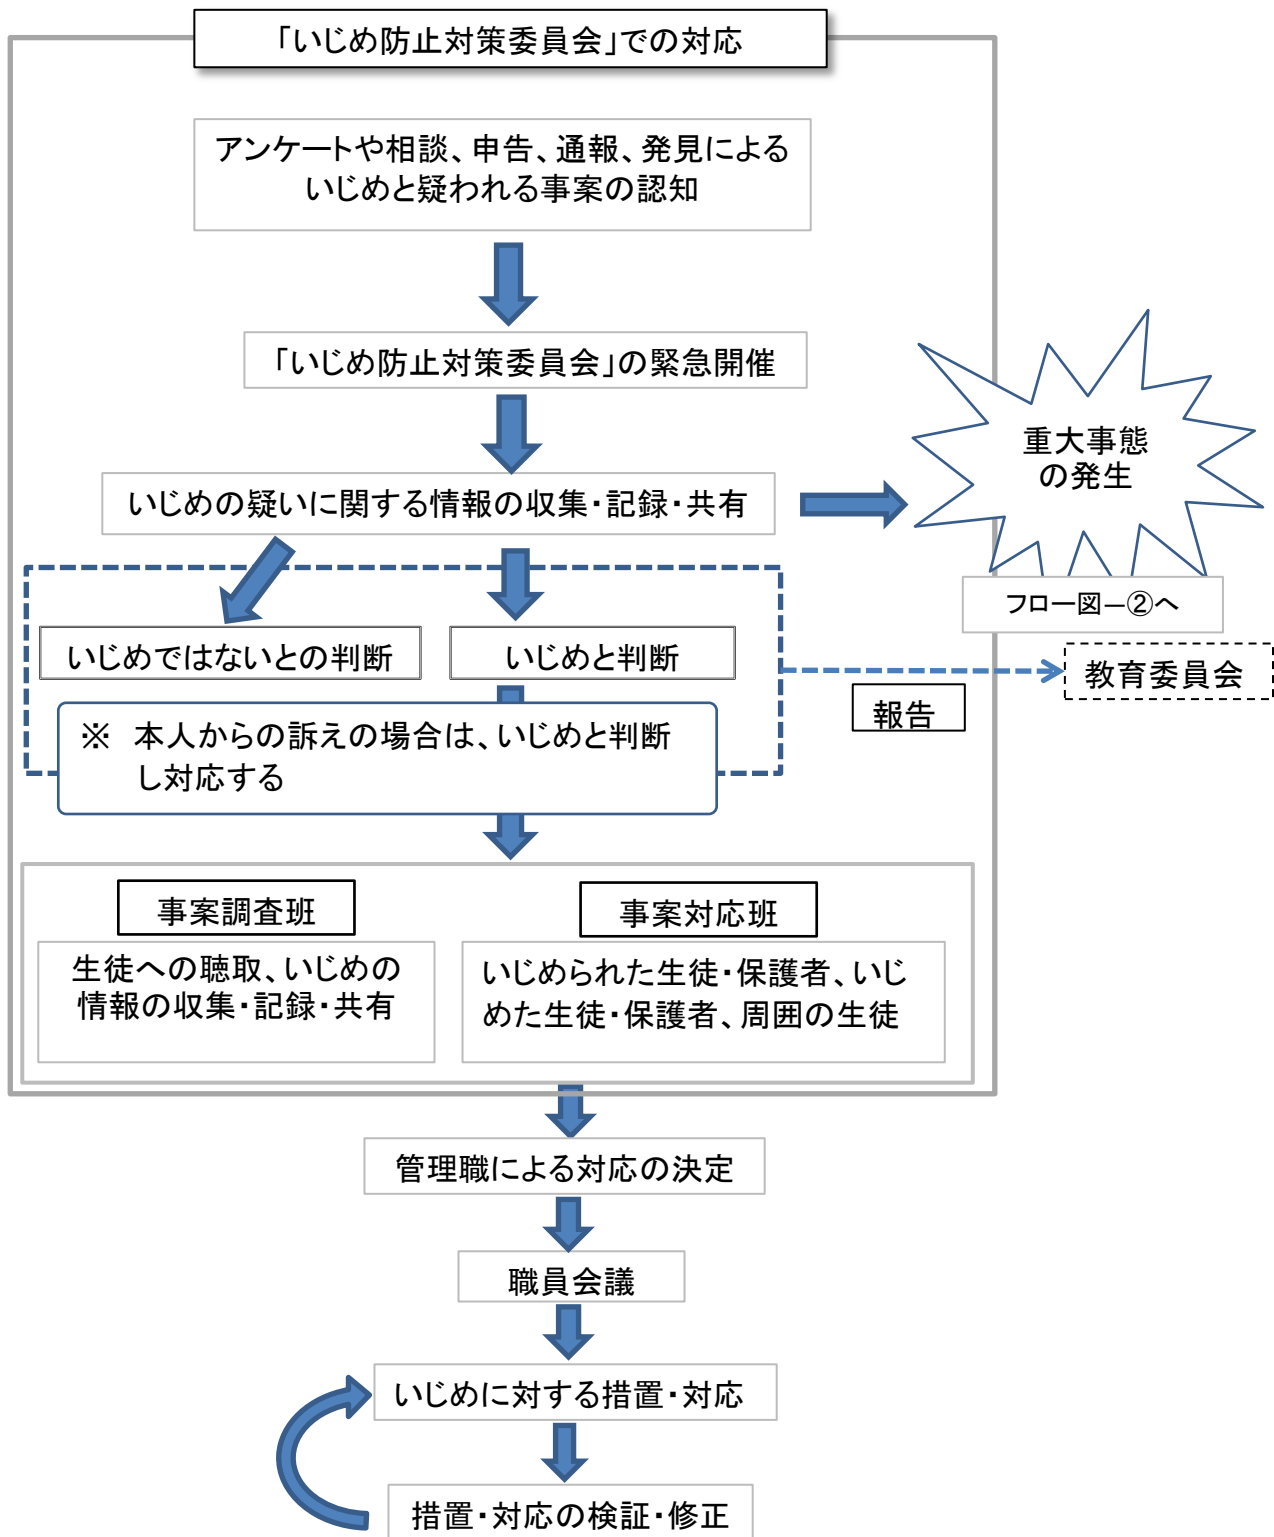 「いじめ防止対策委員会」での対応
アンケートや相談、申告、通報、発見による
いじめと疑われる事案の認知
「いじめ防止対策委員会」の緊急開催
重大事態
の発生
いじめの疑いに関する情報の収集・記録・共有
フロー図―②へ
いじめではないとの判断
いじめと判断
教育委員会
報告
※ 本人からの訴えの場合は、いじめと判断
し対応する
事案調査班
生徒への聴取、いじめの
情報の収集・記録・共有
事案対応班
いじめられた生徒・保護者、いじ
めた生徒・保護者、周囲の生徒
管理職による対応の決定
職員会議
いじめに対する措置・対応
措置・対応の検証・修正